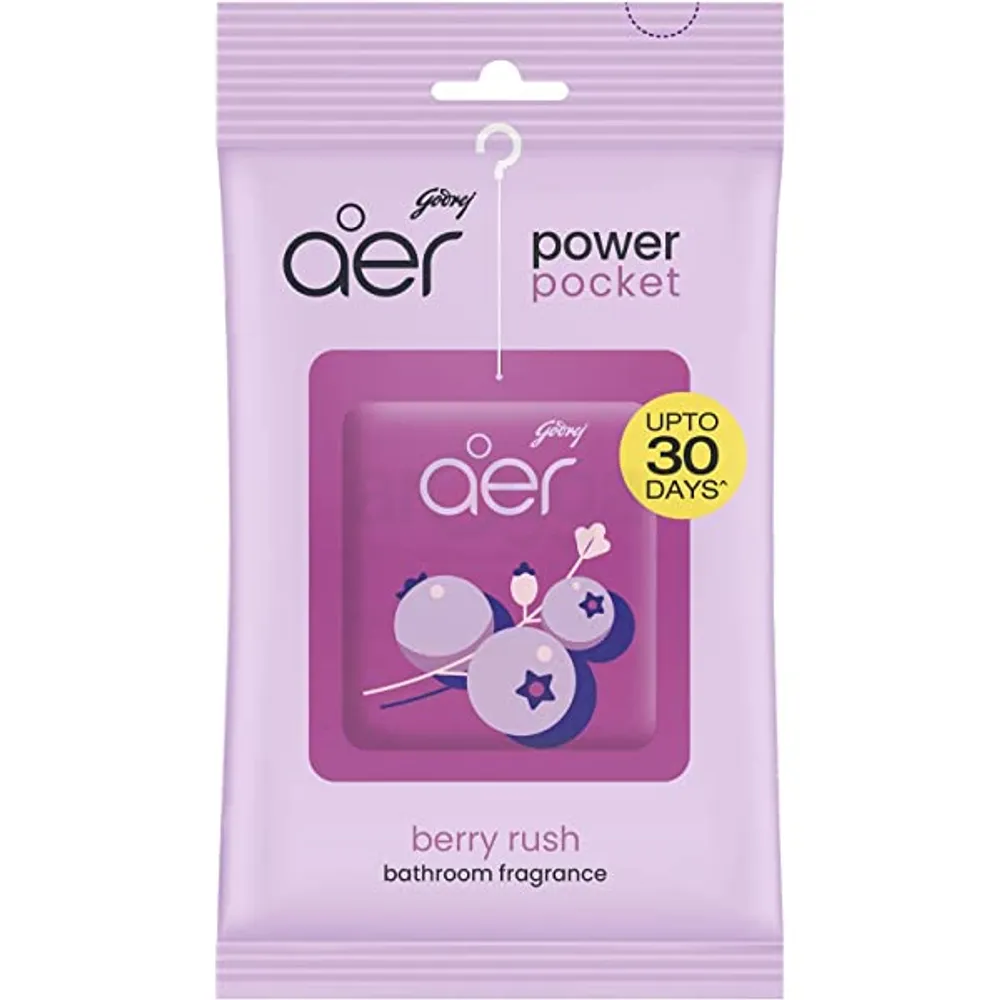 Godrej
aer
power
pocket
Godrej
aer
UPTO
30
DAYS^
berry rush
bathroom fragrance